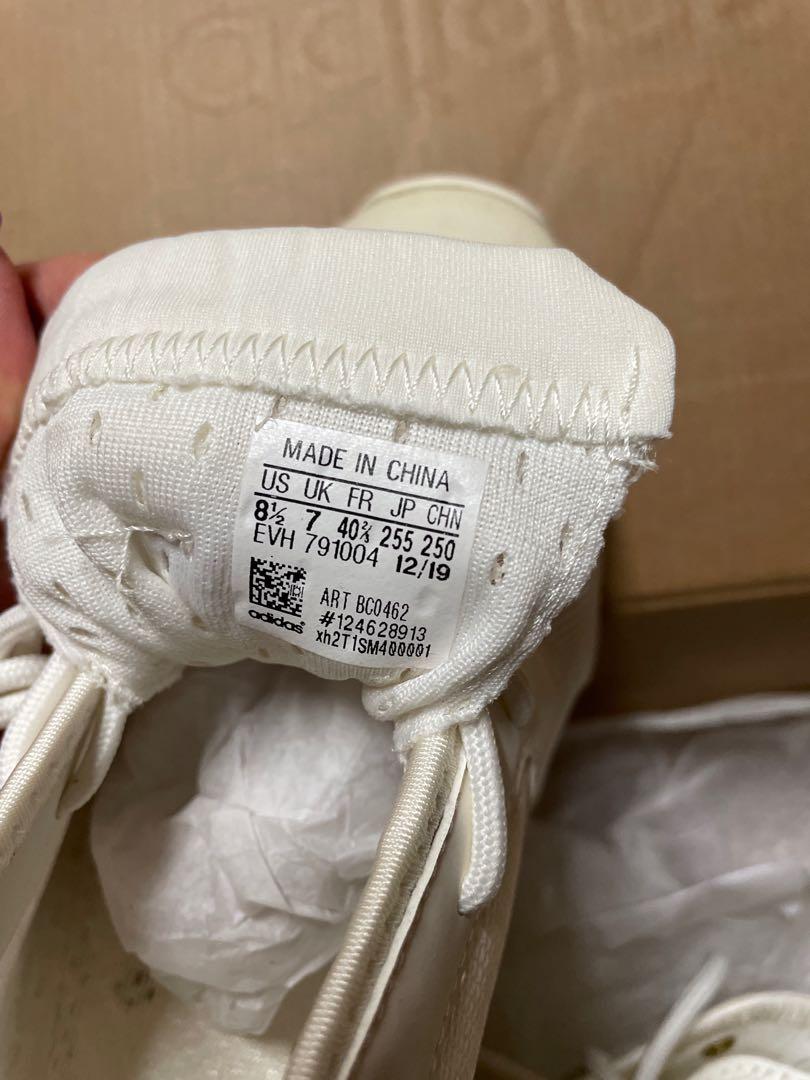 adidas
MADE IN CHINA
US UK FR JP CHN
8½ 7 40⅔ 255 250
EVH 791004 12/19
ART BC0462
#124628913
adidas
xh2T1SM400001